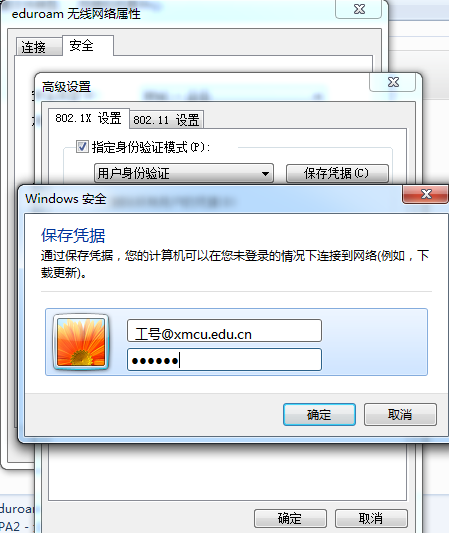 eduroam 无线网络属性
连接 安全
高级设置
802.1X 设置 802.11 设置
指定身份验证模式(P):
用户身份验证 保存凭据(C)
Windows 安全
保存凭据
通过保存凭据，您的计算机可以在您未登录的情况下连接到网络(例如，下
载更新)。
工号@xmcu.edu.cn
●●●●●●
确定 取消
确定 取消